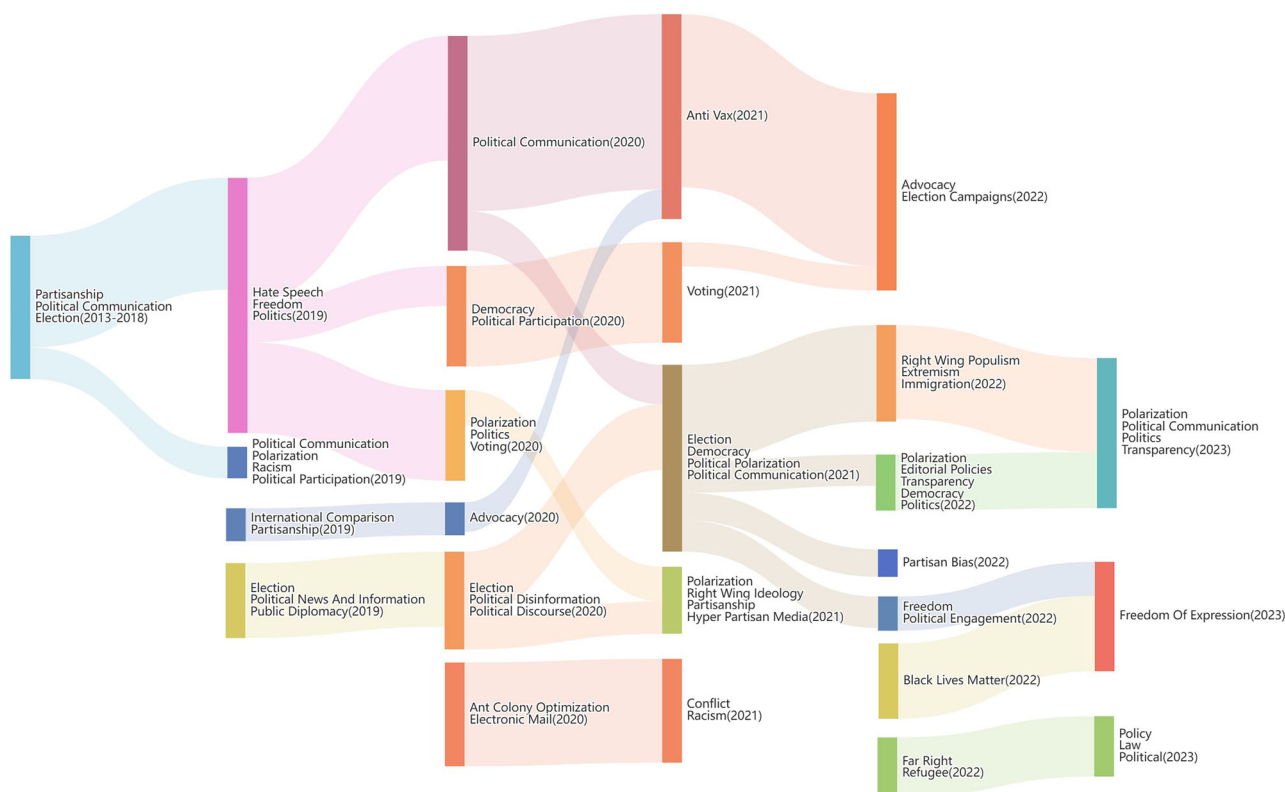 Partisanship
Political Communication
Election(2013-2018)
Hate Speech
Freedom
Politics(2019)
Political Communication
Polarization
Racism
Political Participation(2019)
International Comparison
Partisanship(2019)
Election
Political News And Information
Public Diplomacy(2019)
Political Communication(2020)
Democracy
Political Participation(2020)
Polarization
Politics
Voting(2020)
Advocacy(2020)
Election
Political Disinformation
Political Discourse(2020)
Ant Colony Optimization
Electronic Mail(2020)
Anti Vax(2021)
Voting(2021)
Election
Democracy
Political Polarization
Political Communication(2021)
Polarization
Right Wing Ideology
Partisanship
Hyper Partisan Media(2021)
Conflict
Racism(2021)
Advocacy
Election Campaigns(2022)
Right Wing Populism
Extremism
Immigration(2022)
Polarization
Editorial Policies
Transparency
Democracy
Politics(2022)
Partisan Bias(2022)
Freedom
Political Engagement(2022)
Black Lives Matter(2022)
Far Right
Refugee(2022)
Polarization
Political Communication
Politics
Transparency(2023)
Freedom Of Expression(2023)
Policy
Law
Political(2023)